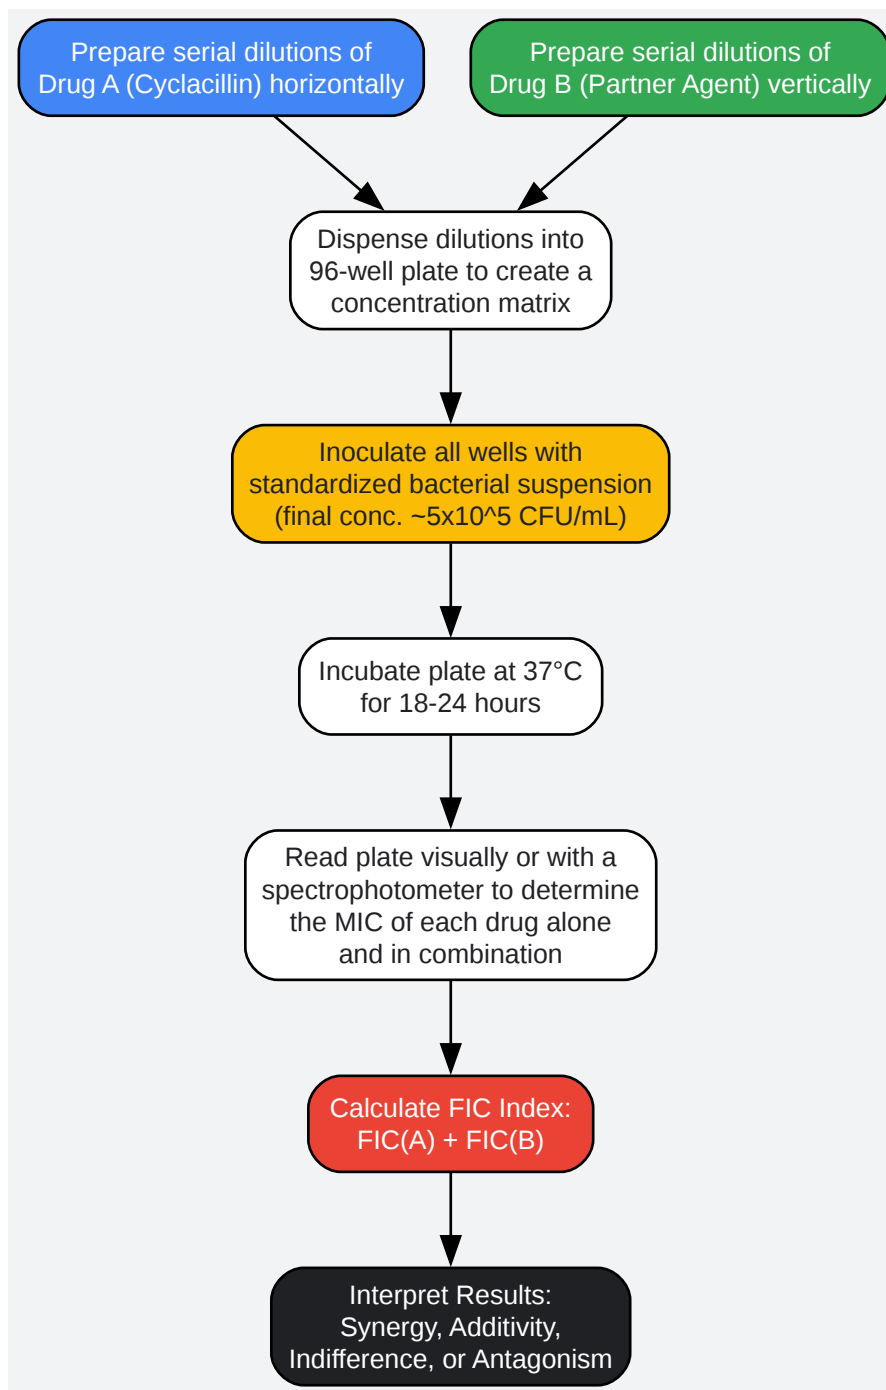 Prepare serial dilutions of
Drug A (Cyclacillin) horizontally
Prepare serial dilutions of
Drug B (Partner Agent) vertically
Dispense dilutions into
96-well plate to create a
concentration matrix
Inoculate all wells with
standardized bacterial suspension
(final conc. ~5x10^5 CFU/mL)
Incubate plate at 37°C
for 18-24 hours
Read plate visually or with a
spectrophotometer to determine
the MIC of each drug alone
and in combination
Calculate FIC Index:
FIC(A) + FIC(B)
Interpret Results:
Synergy, Additivity,
Indifference, or Antagonism